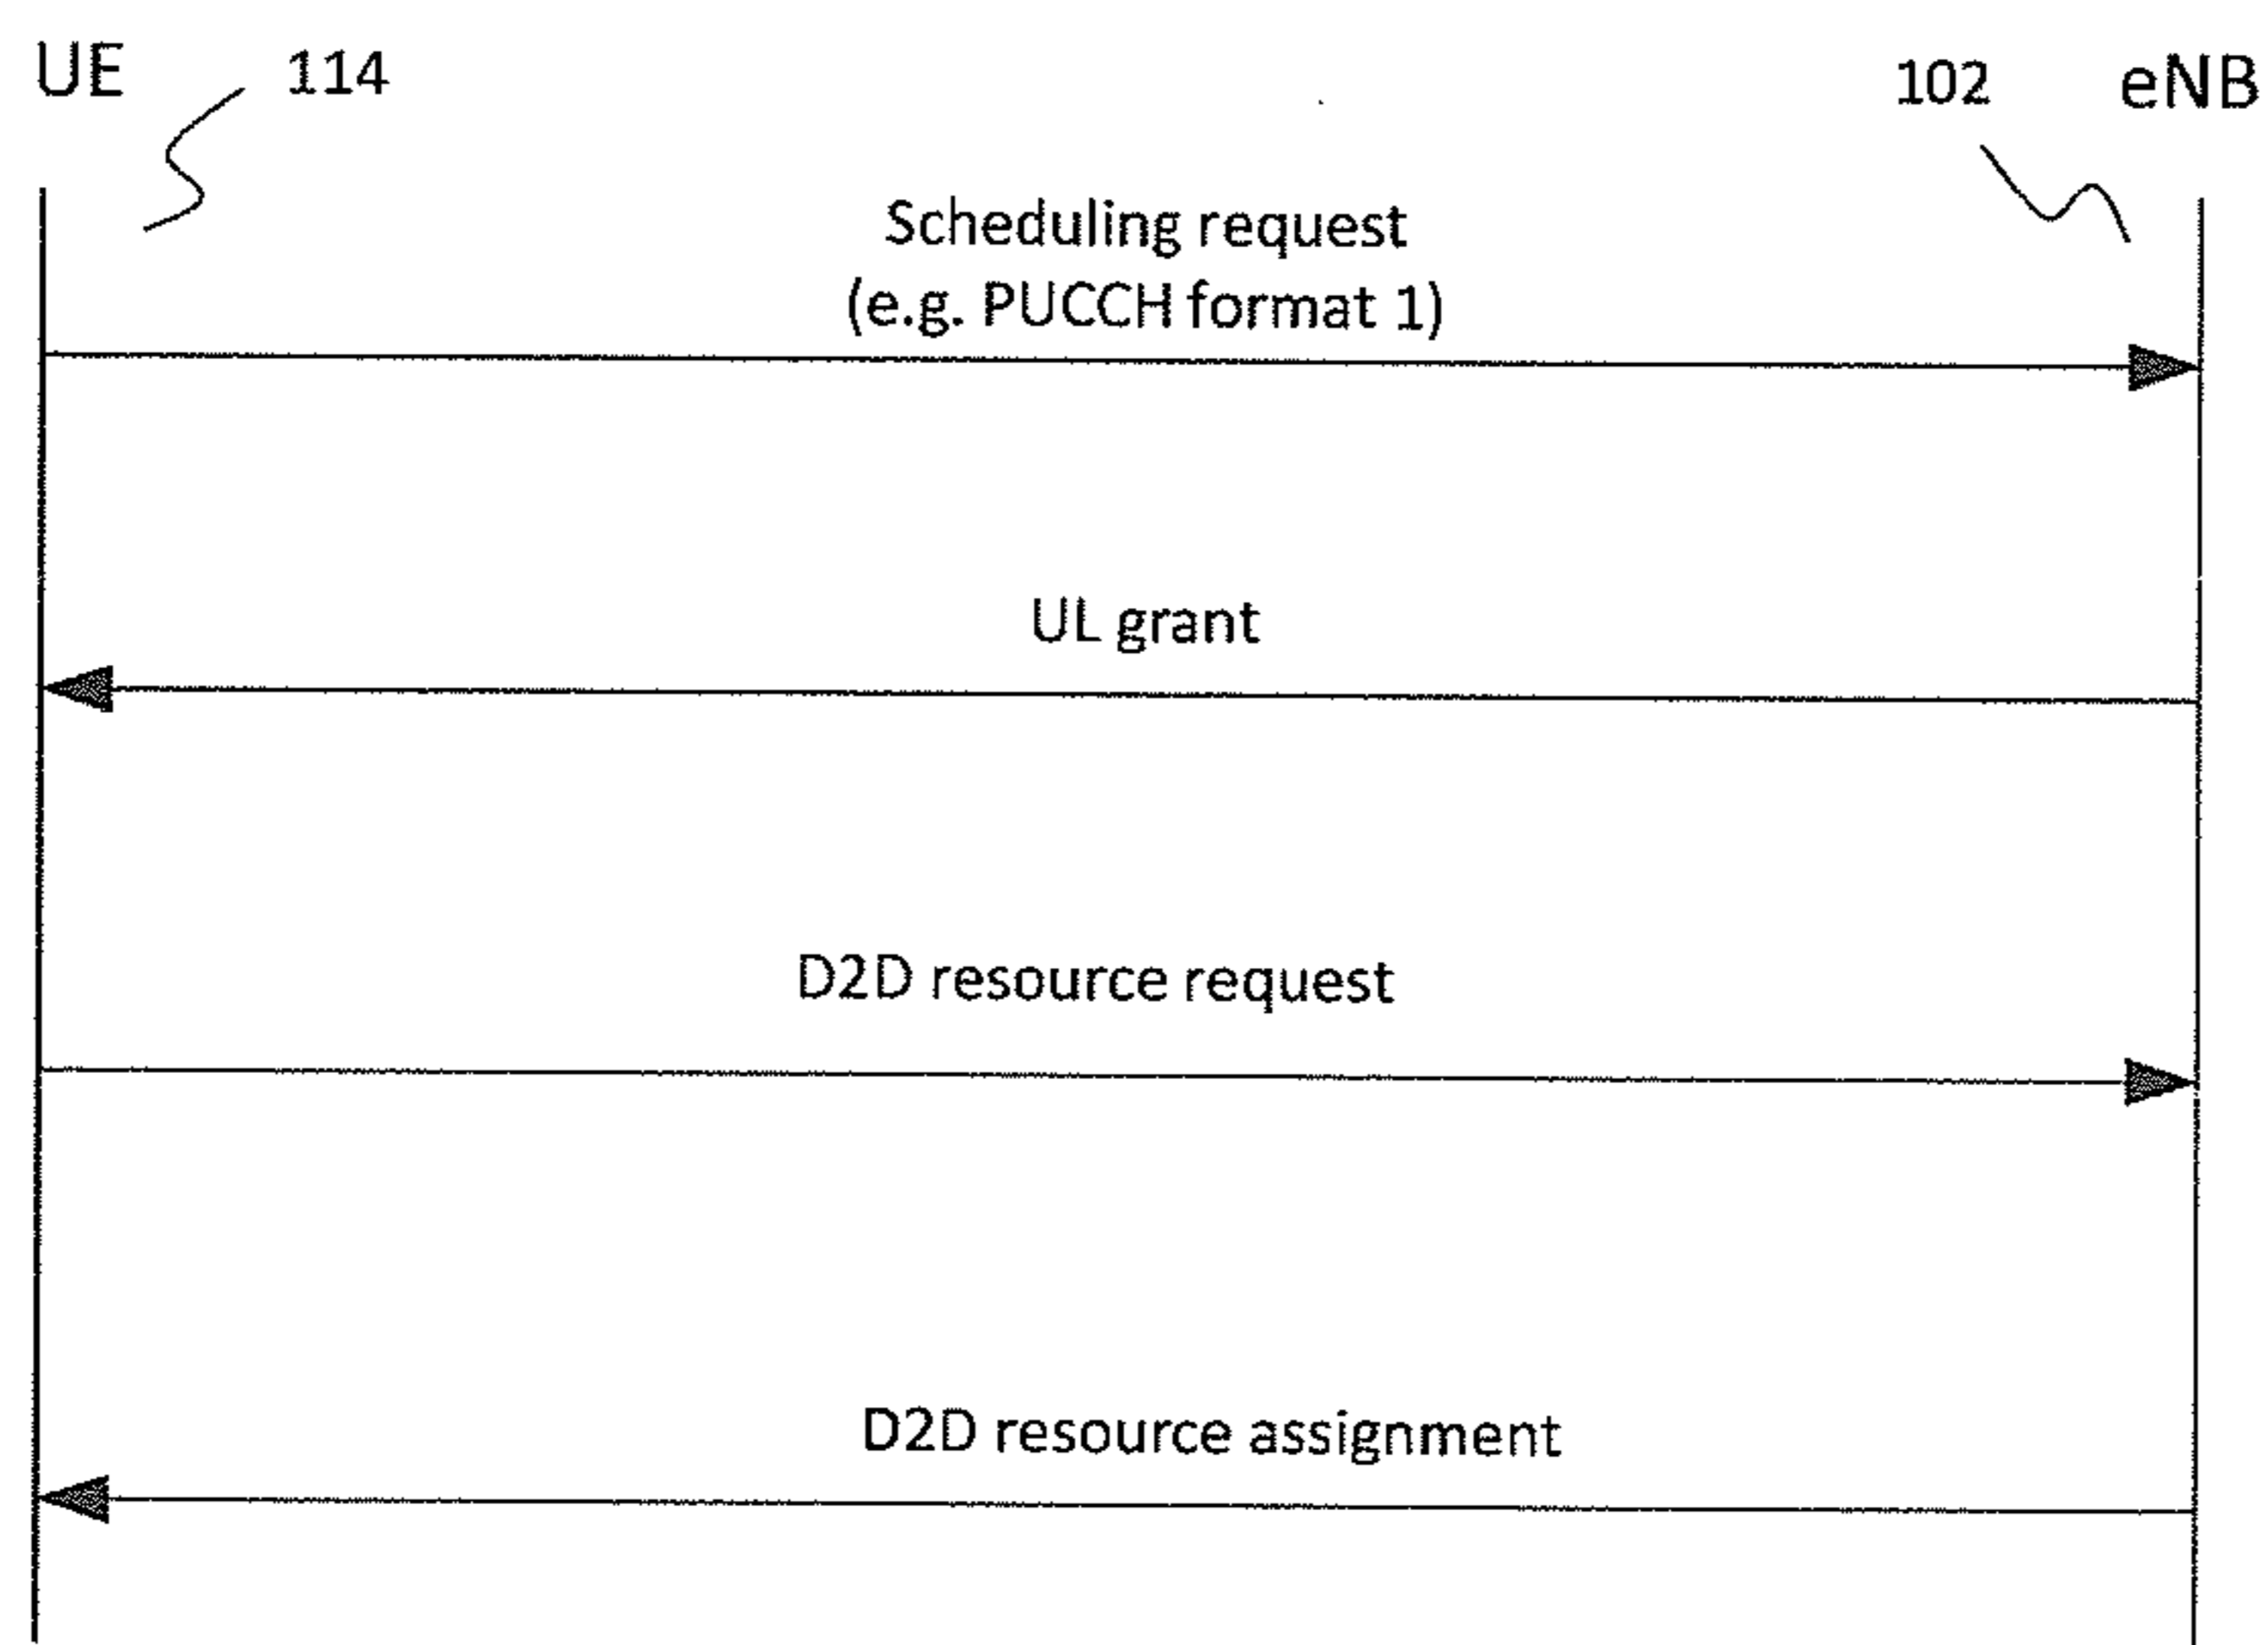 UE 114 102 eNB
Scheduling request
(e.g. PUCCH format 1)
UL grant
D2D resource request
D2D resource assignment